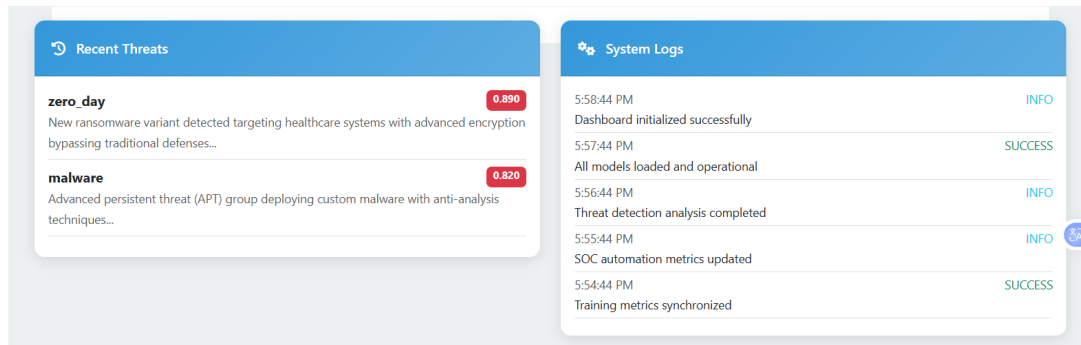 Recent Threats
zero_day 0.890
New ransomware variant detected targeting healthcare systems with advanced encryption
bypassing traditional defenses...
malware 0.820
Advanced persistent threat (APT) group deploying custom malware with anti-analysis
techniques...
System Logs
5:58:44 PM INFO
Dashboard initialized successfully
5:57:44 PM SUCCESS
All models loaded and operational
5:56:44 PM INFO
Threat detection analysis completed
5:55:44 PM INFO
SOC automation metrics updated
5:54:44 PM SUCCESS
Training metrics synchronized